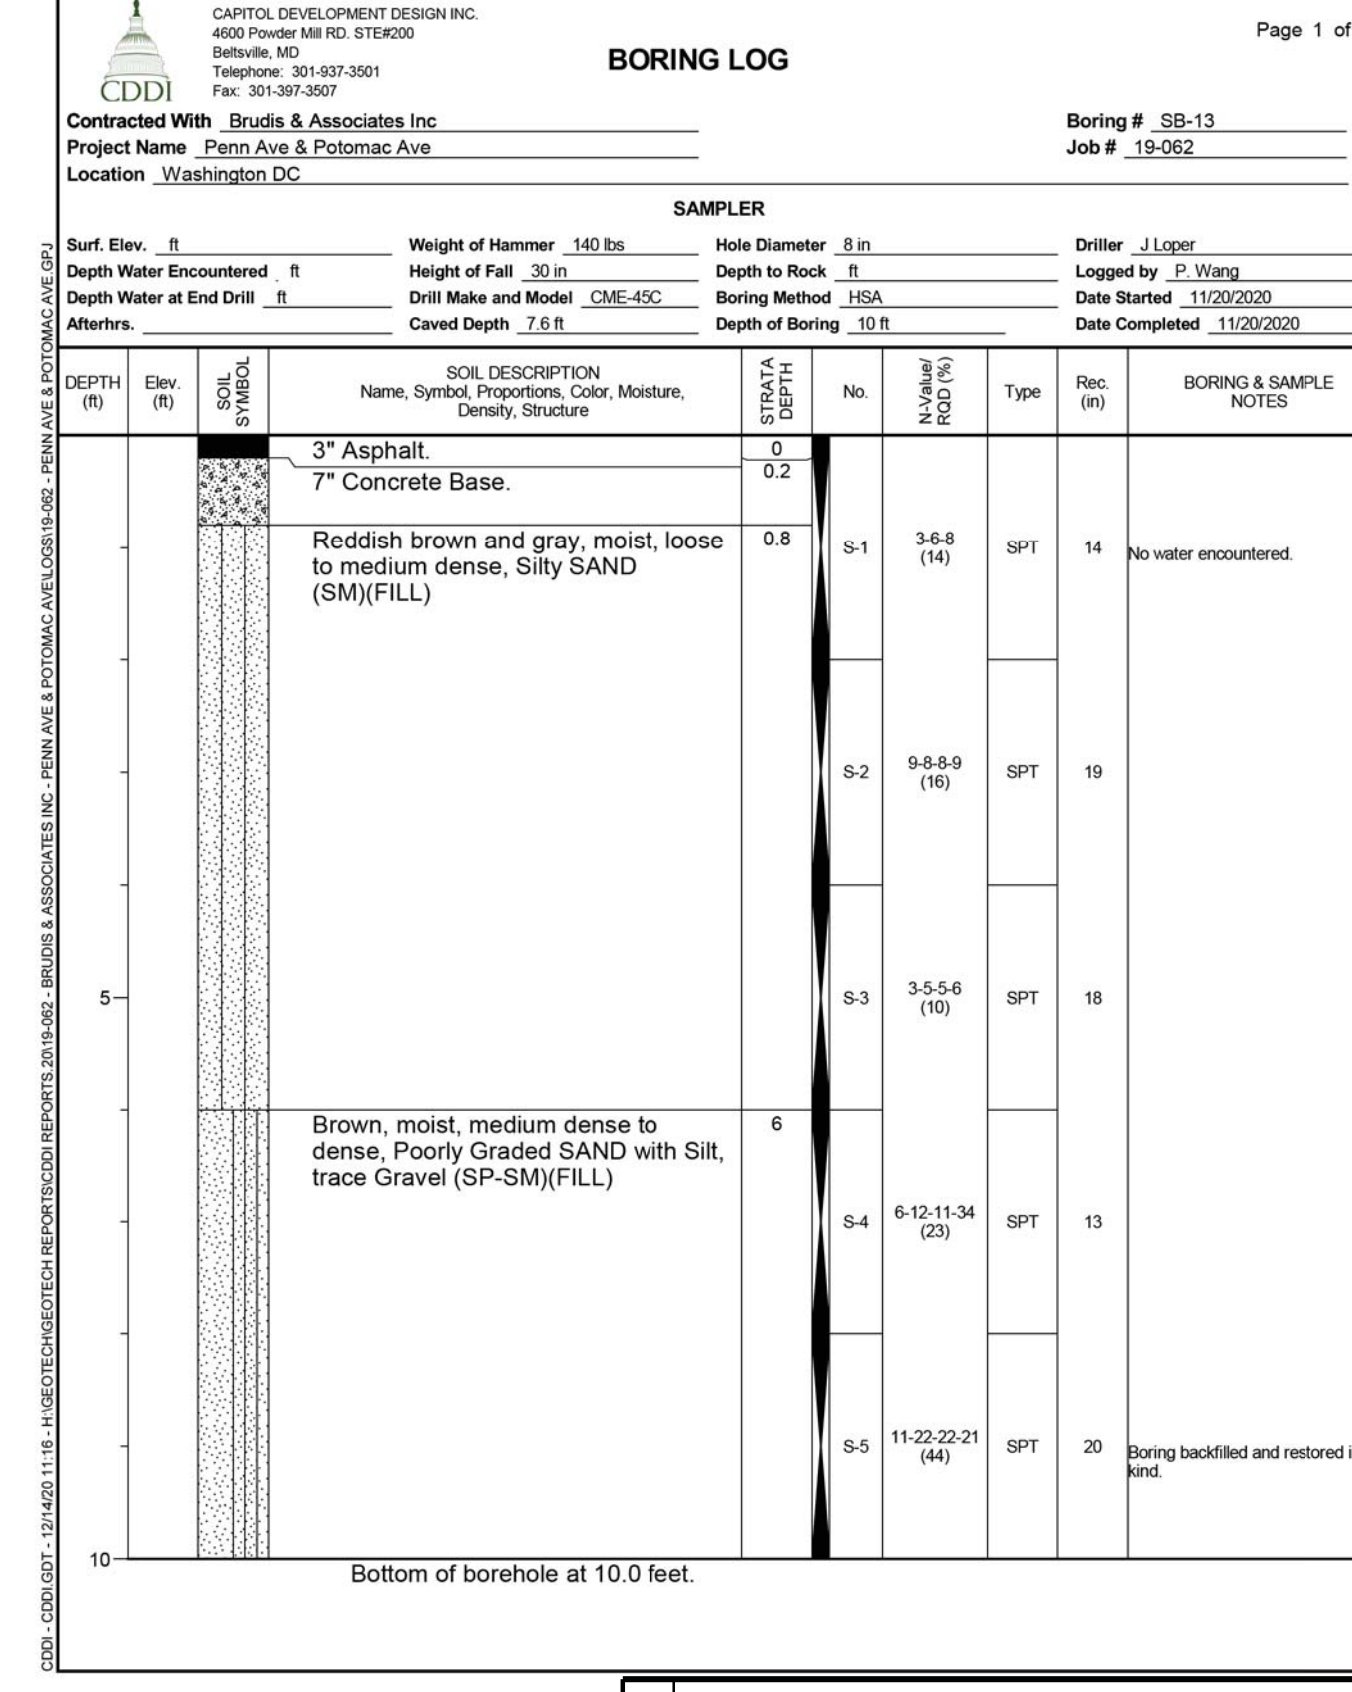 CAPITOL DEVELOPMENT DESIGN INC.
4600 Powder Mill RD. STE#200
Beltsville, MD
Telephone: 301-937-3501
Fax: 301-397-3507
CDDI
BORING LOG
Page 1 of
Contracted With Brudis & Associates Inc
Boring # SB-13
Project Name Penn Ave & Potomac Ave
Job # 19-062
Location Washington DC
SAMPLER
Surf. Elev. ft Weight of Hammer 140 lbs Hole Diameter 8 in Driller J Loper
Depth Water Encountered ft Height of Fall 30 in Depth to Rock ft Logged by P. Wang
Depth Water at End Drill ft Drill Make and Model CME-45C Boring Method HSA Date Started 11/20/2020
Afterhrs. Caved Depth 7.6 ft Depth of Boring 10 ft Date Completed 11/20/2020
DEPTH
(ft)
Elev.
(ft)
SOIL
SYMBOL
SOIL DESCRIPTION
Name, Symbol, Proportions, Color, Moisture,
Density, Structure
STRATA
DEPTH
No.
N-Value/
RQD (%)
Type
Rec.
(in)
BORING & SAMPLE
NOTES
3" Asphalt.
0
0.2
7" Concrete Base.
Reddish brown and gray, moist, loose
to medium dense, Silty SAND
(SM)(FILL)
0.8
S-1
3-6-8
(14)
SPT
14
No water encountered.
S-2
9-8-8-9
(16)
SPT
19
5
S-3
3-5-5-6
(10)
SPT
18
Brown, moist, medium dense to
dense, Poorly Graded SAND with Silt,
trace Gravel (SP-SM)(FILL)
6
S-4
6-12-11-34
(23)
SPT
13
S-5
11-22-22-21
(44)
SPT
20
Boring backfilled and restored i
kind.
10
Bottom of borehole at 10.0 feet.
CDDI - CDDI.GDT - 12/14/20 11:16 - H:\GEOTECH\GEOTECH REPORTS\CDDI REPORTS.20\19-062 - BRUDIS & ASSOCIATES INC - PENN AVE & POTOMAC AVE\LOGS\19-062 - PENN AVE & POTOMAC AVE.GPJ